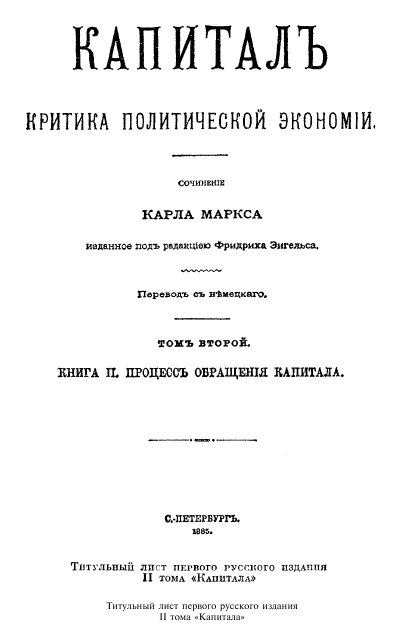 КАПИТАЛЪ
КРИТИКА ПОЛИТИЧЕСКОЙ ЭКОНОМІИ.
СОЧИНЕНІЕ
КАРЛА МАРКСА
изданное подъ редакціею Фридриха Энгельса.
Переводъ съ нѣмецкаго.
ТОМЪ ВТОРОЙ.
КНИГА II. ПРОЦЕССЪ ОБРАЩЕНІЯ КАПИТАЛА.
С.-ПЕТЕРБУРГЪ.
1885.
Титульный лист первого русского издания
II тома «Капитала»
Титульный лист первого русского издания
II тома «Капитала»